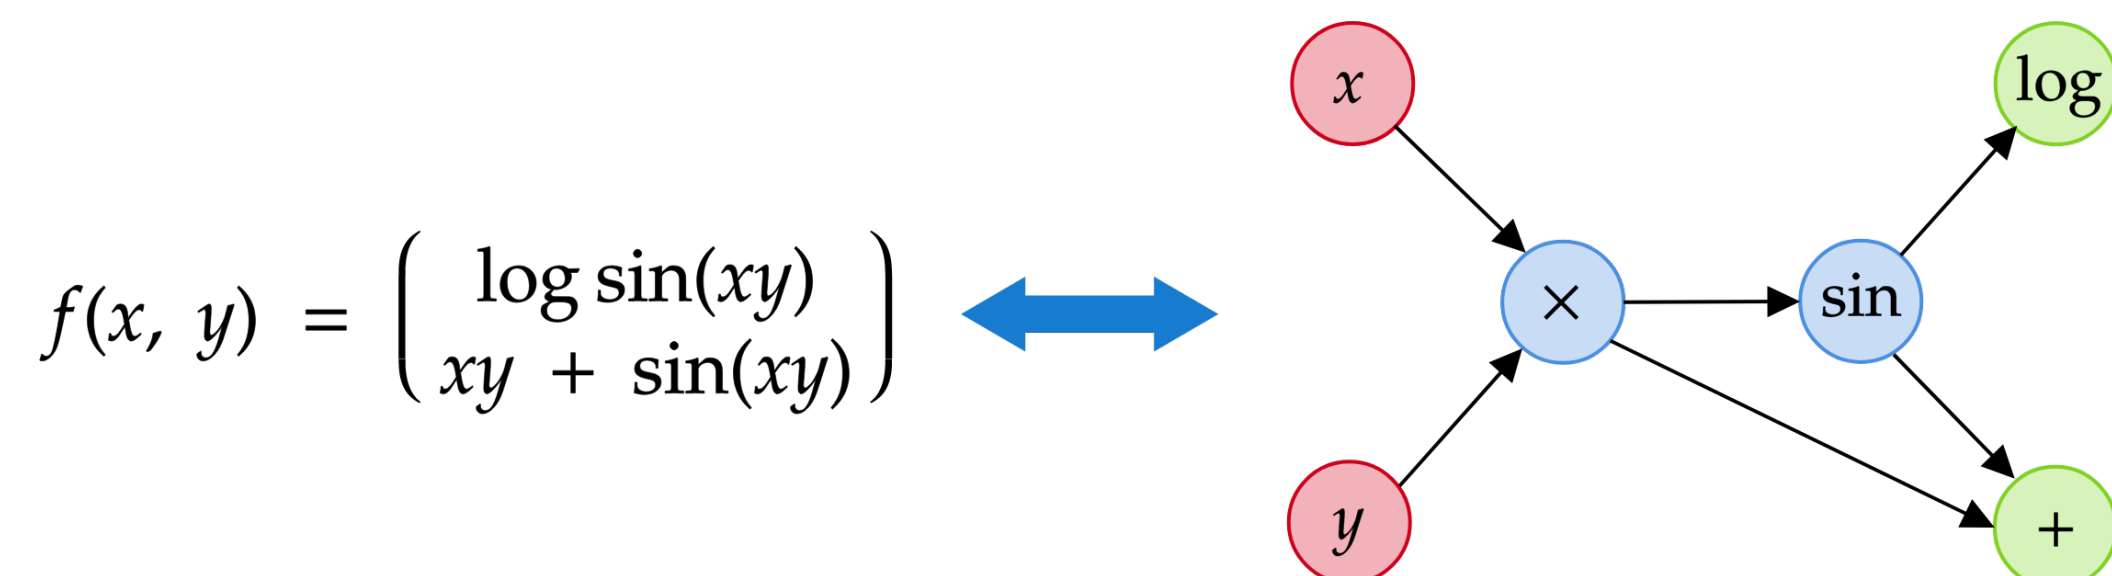 f(x, y) = ( log sin(xy)
xy + sin(xy) )
x
log
×
sin
y
+